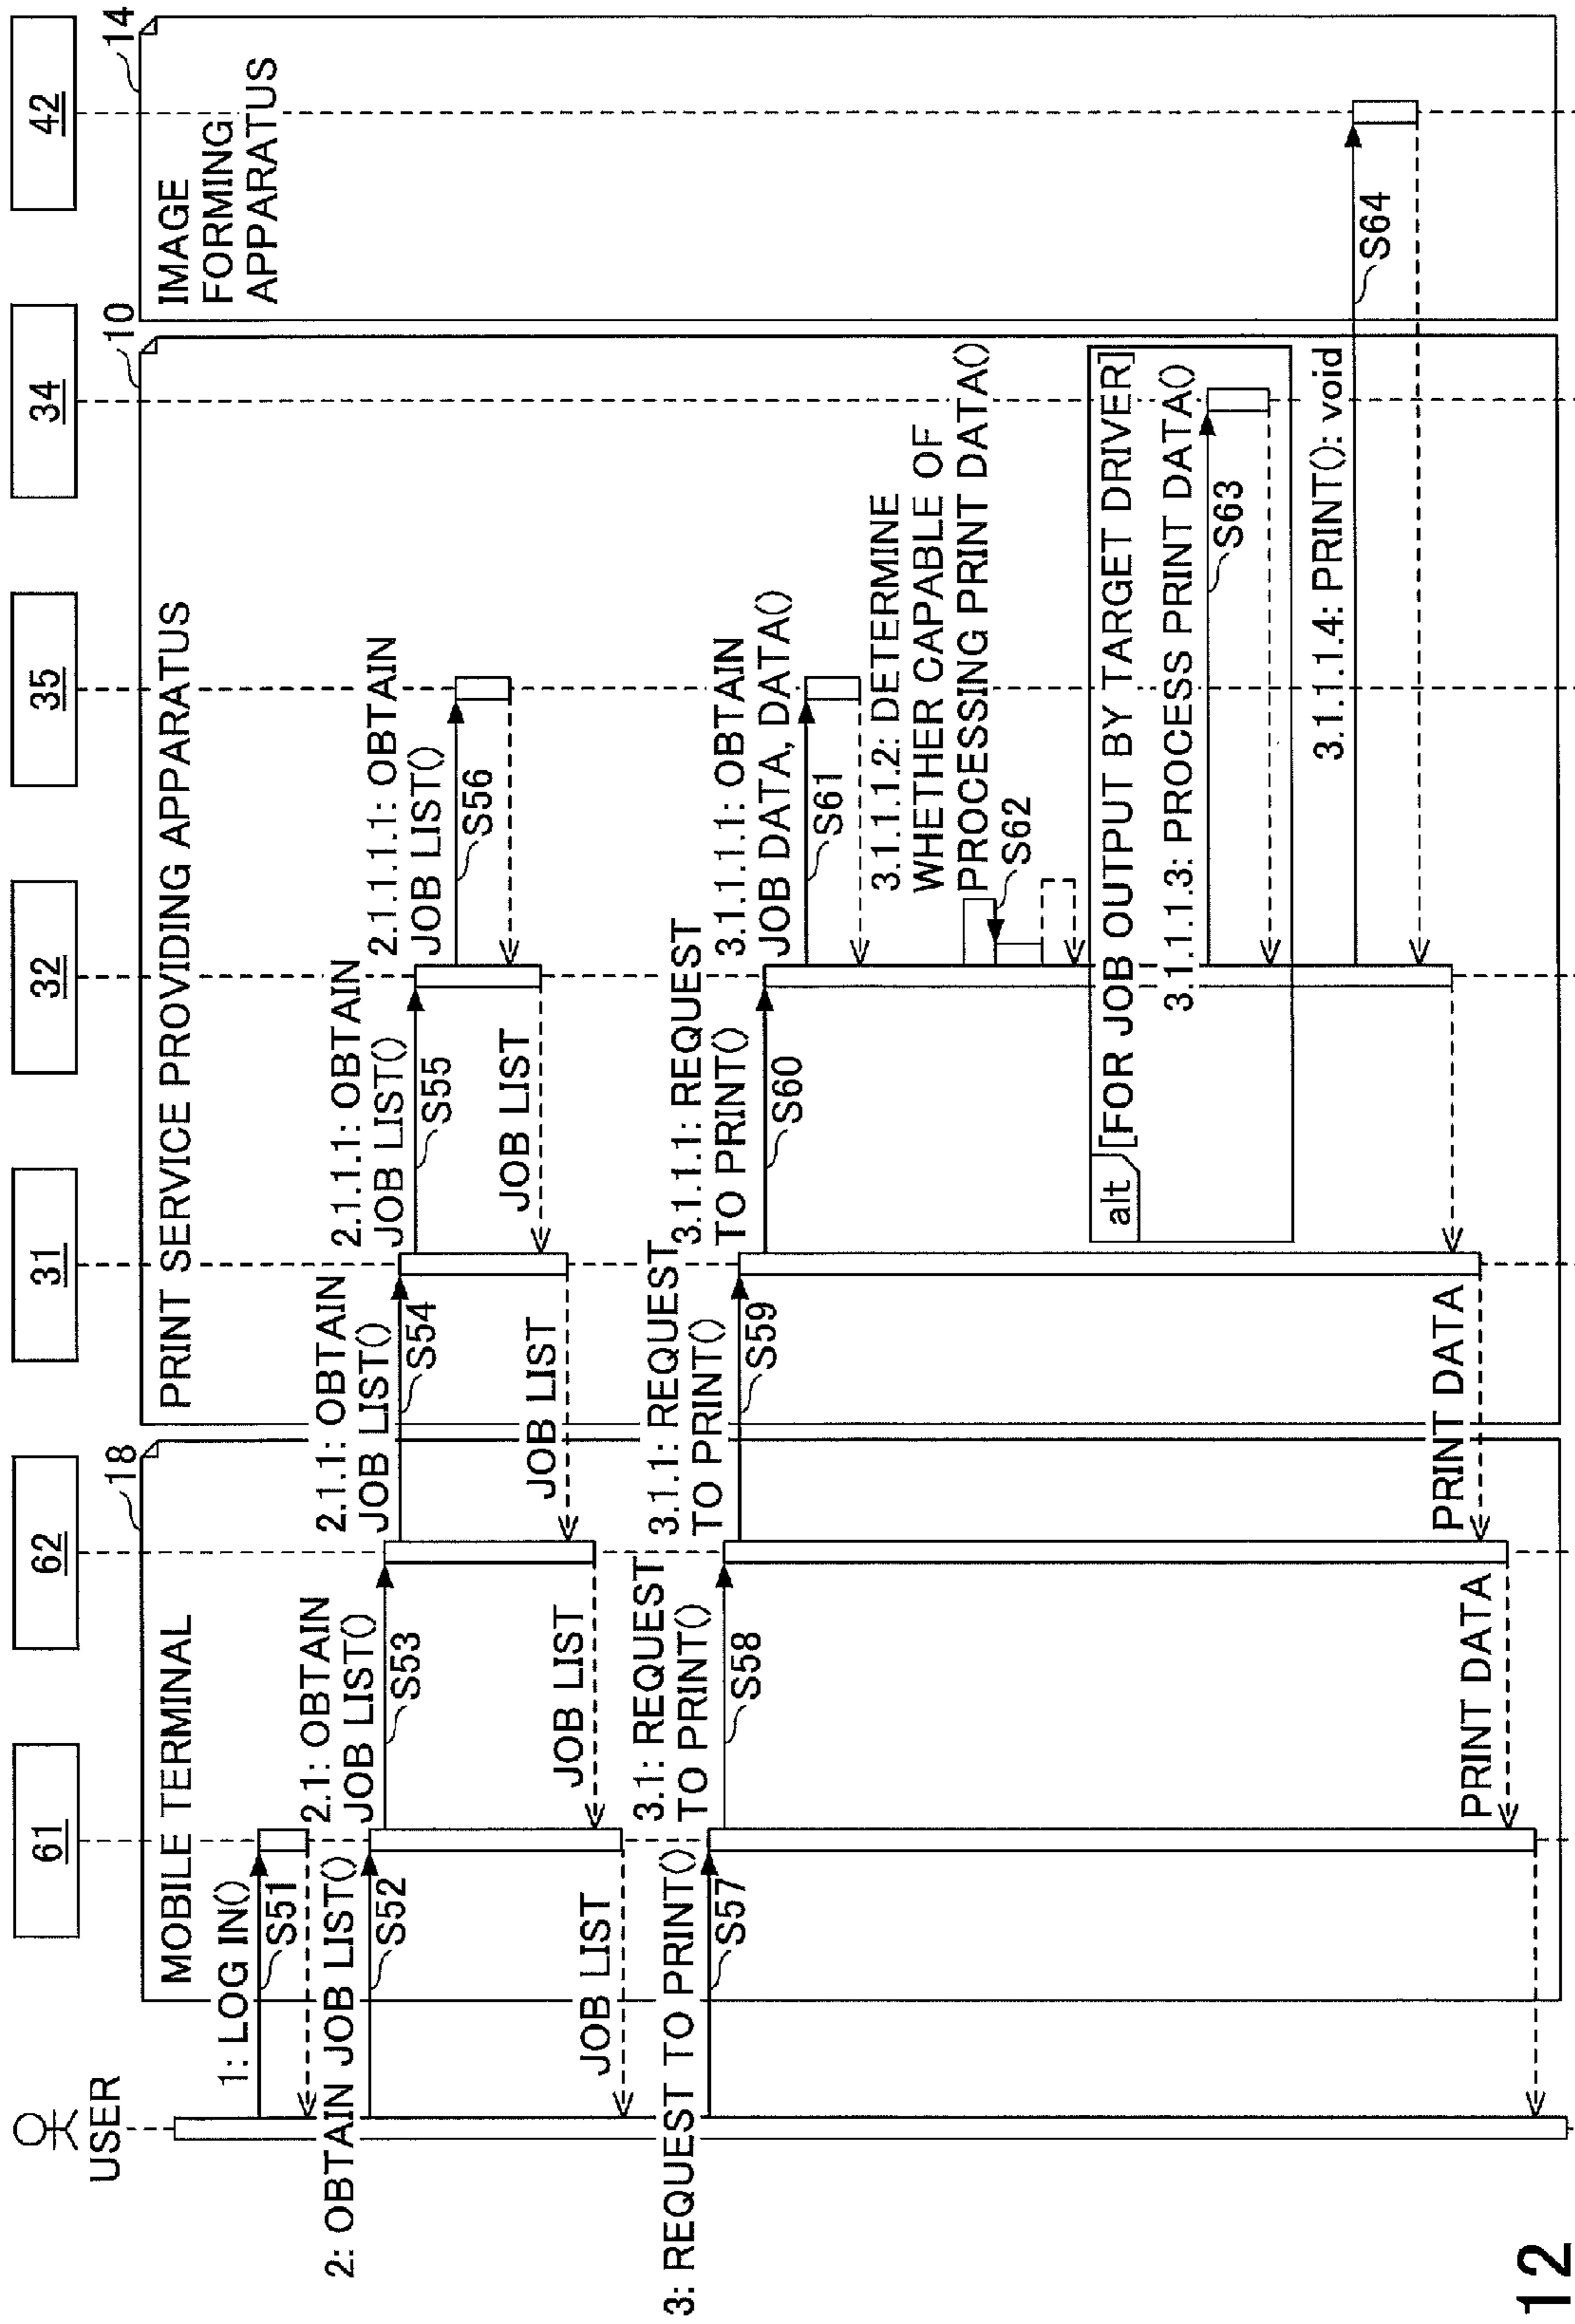 USER
61
62
31
32
35
34
42
MOBILE TERMINAL
18
PRINT SERVICE PROVIDING APPARATUS
10
IMAGE
FORMING
APPARATUS
14
1: LOG IN()
S51
2: OBTAIN JOB LIST()
S52
2.1: OBTAIN
JOB LIST()
S53
2.1.1: OBTAIN
JOB LIST()
S54
2.1.1.1: OBTAIN
JOB LIST()
S55
2.1.1.1.1: OBTAIN
JOB LIST()
S56
JOB LIST
JOB LIST
JOB LIST
JOB LIST
3: REQUEST TO PRINT()
S57
3.1: REQUEST
TO PRINT()
S58
3.1.1: REQUEST
TO PRINT()
S59
3.1.1.1: REQUEST
TO PRINT()
S60
3.1.1.1.1: OBTAIN
JOB DATA, DATA()
S61
3.1.1.1.2: DETERMINE
WHETHER CAPABLE OF
PROCESSING PRINT DATA()
S62
alt
[FOR JOB OUTPUT BY TARGET DRIVER]
3.1.1.1.3: PROCESS PRINT DATA()
S63
3.1.1.1.4: PRINT(): void
S64
PRINT DATA
PRINT DATA
12